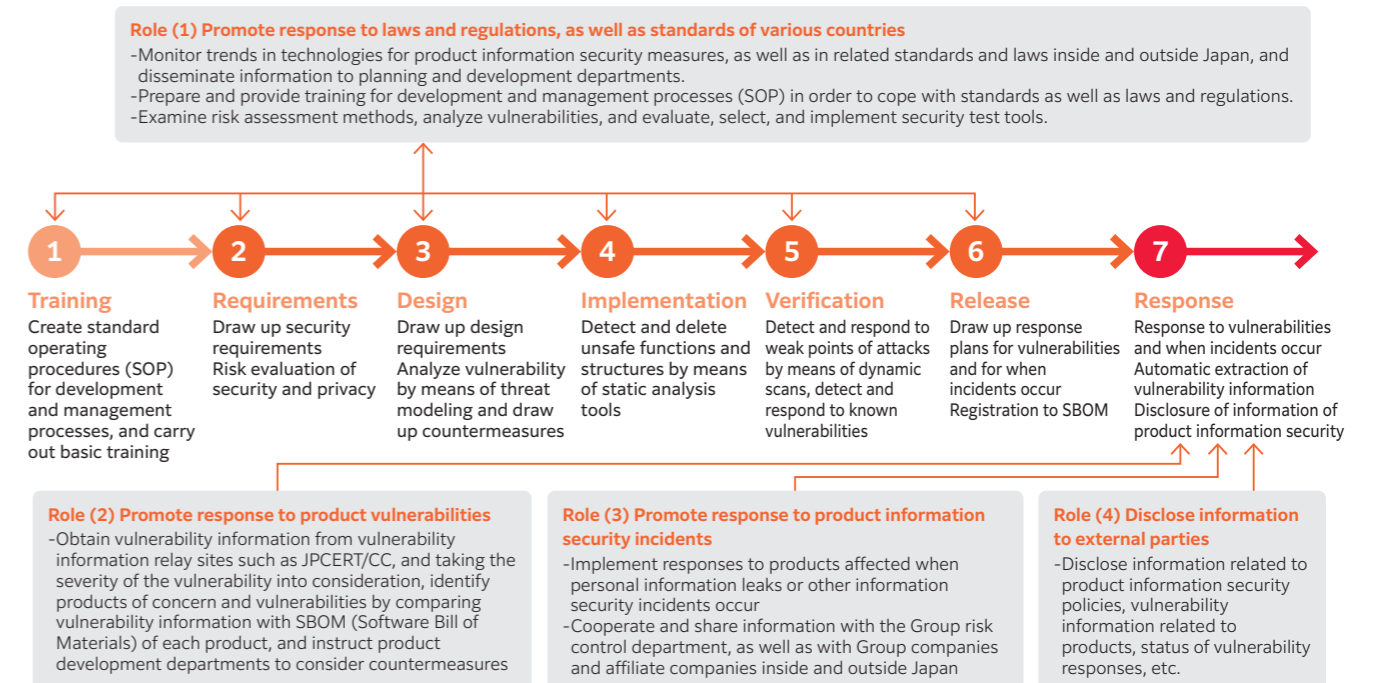 Role (1) Promote response to laws and regulations, as well as standards of various countries
-Monitor trends in technologies for product information security measures, as well as in related standards and laws inside and outside Japan, and
disseminate information to planning and development departments.
-Prepare and provide training for development and management processes (SOP) in order to cope with standards as well as laws and regulations.
-Examine risk assessment methods, analyze vulnerabilities, and evaluate, select, and implement security test tools.
1
Training
Create standard
operating
procedures (SOP)
for development
and management
processes, and carry
out basic training
2
Requirements
Draw up security
requirements
Risk evaluation of
security and privacy
3
Design
Draw up design
requirements
Analyze vulnerability
by means of threat
modeling and draw
up countermeasures
4
Implementation
Detect and delete
unsafe functions and
structures by means
of static analysis
tools
5
Verification
Detect and respond to
weak points of attacks
by means of dynamic
scans, detect and
respond to known
vulnerabilities
6
Release
Draw up response
plans for vulnerabilities
and for when
incidents occur
Registration to SBOM
7
Response
Response to vulnerabilities
and when incidents occur
Automatic extraction of
vulnerability information
Disclosure of information of
product information security
Role (2) Promote response to product vulnerabilities
-Obtain vulnerability information from vulnerability
information relay sites such as JPCERT/CC, and taking the
severity of the vulnerability into consideration, identify
products of concern and vulnerabilities by comparing
vulnerability information with SBOM (Software Bill of
Materials) of each product, and instruct product
development departments to consider countermeasures
Role (3) Promote response to product information
security incidents
-Implement responses to products affected when
personal information leaks or other information
security incidents occur
-Cooperate and share information with the Group risk
control department, as well as with Group companies
and affiliate companies inside and outside Japan
Role (4) Disclose information
to external parties
-Disclose information related to
product information security
policies, vulnerability
information related to
products, status of vulnerability
responses, etc.